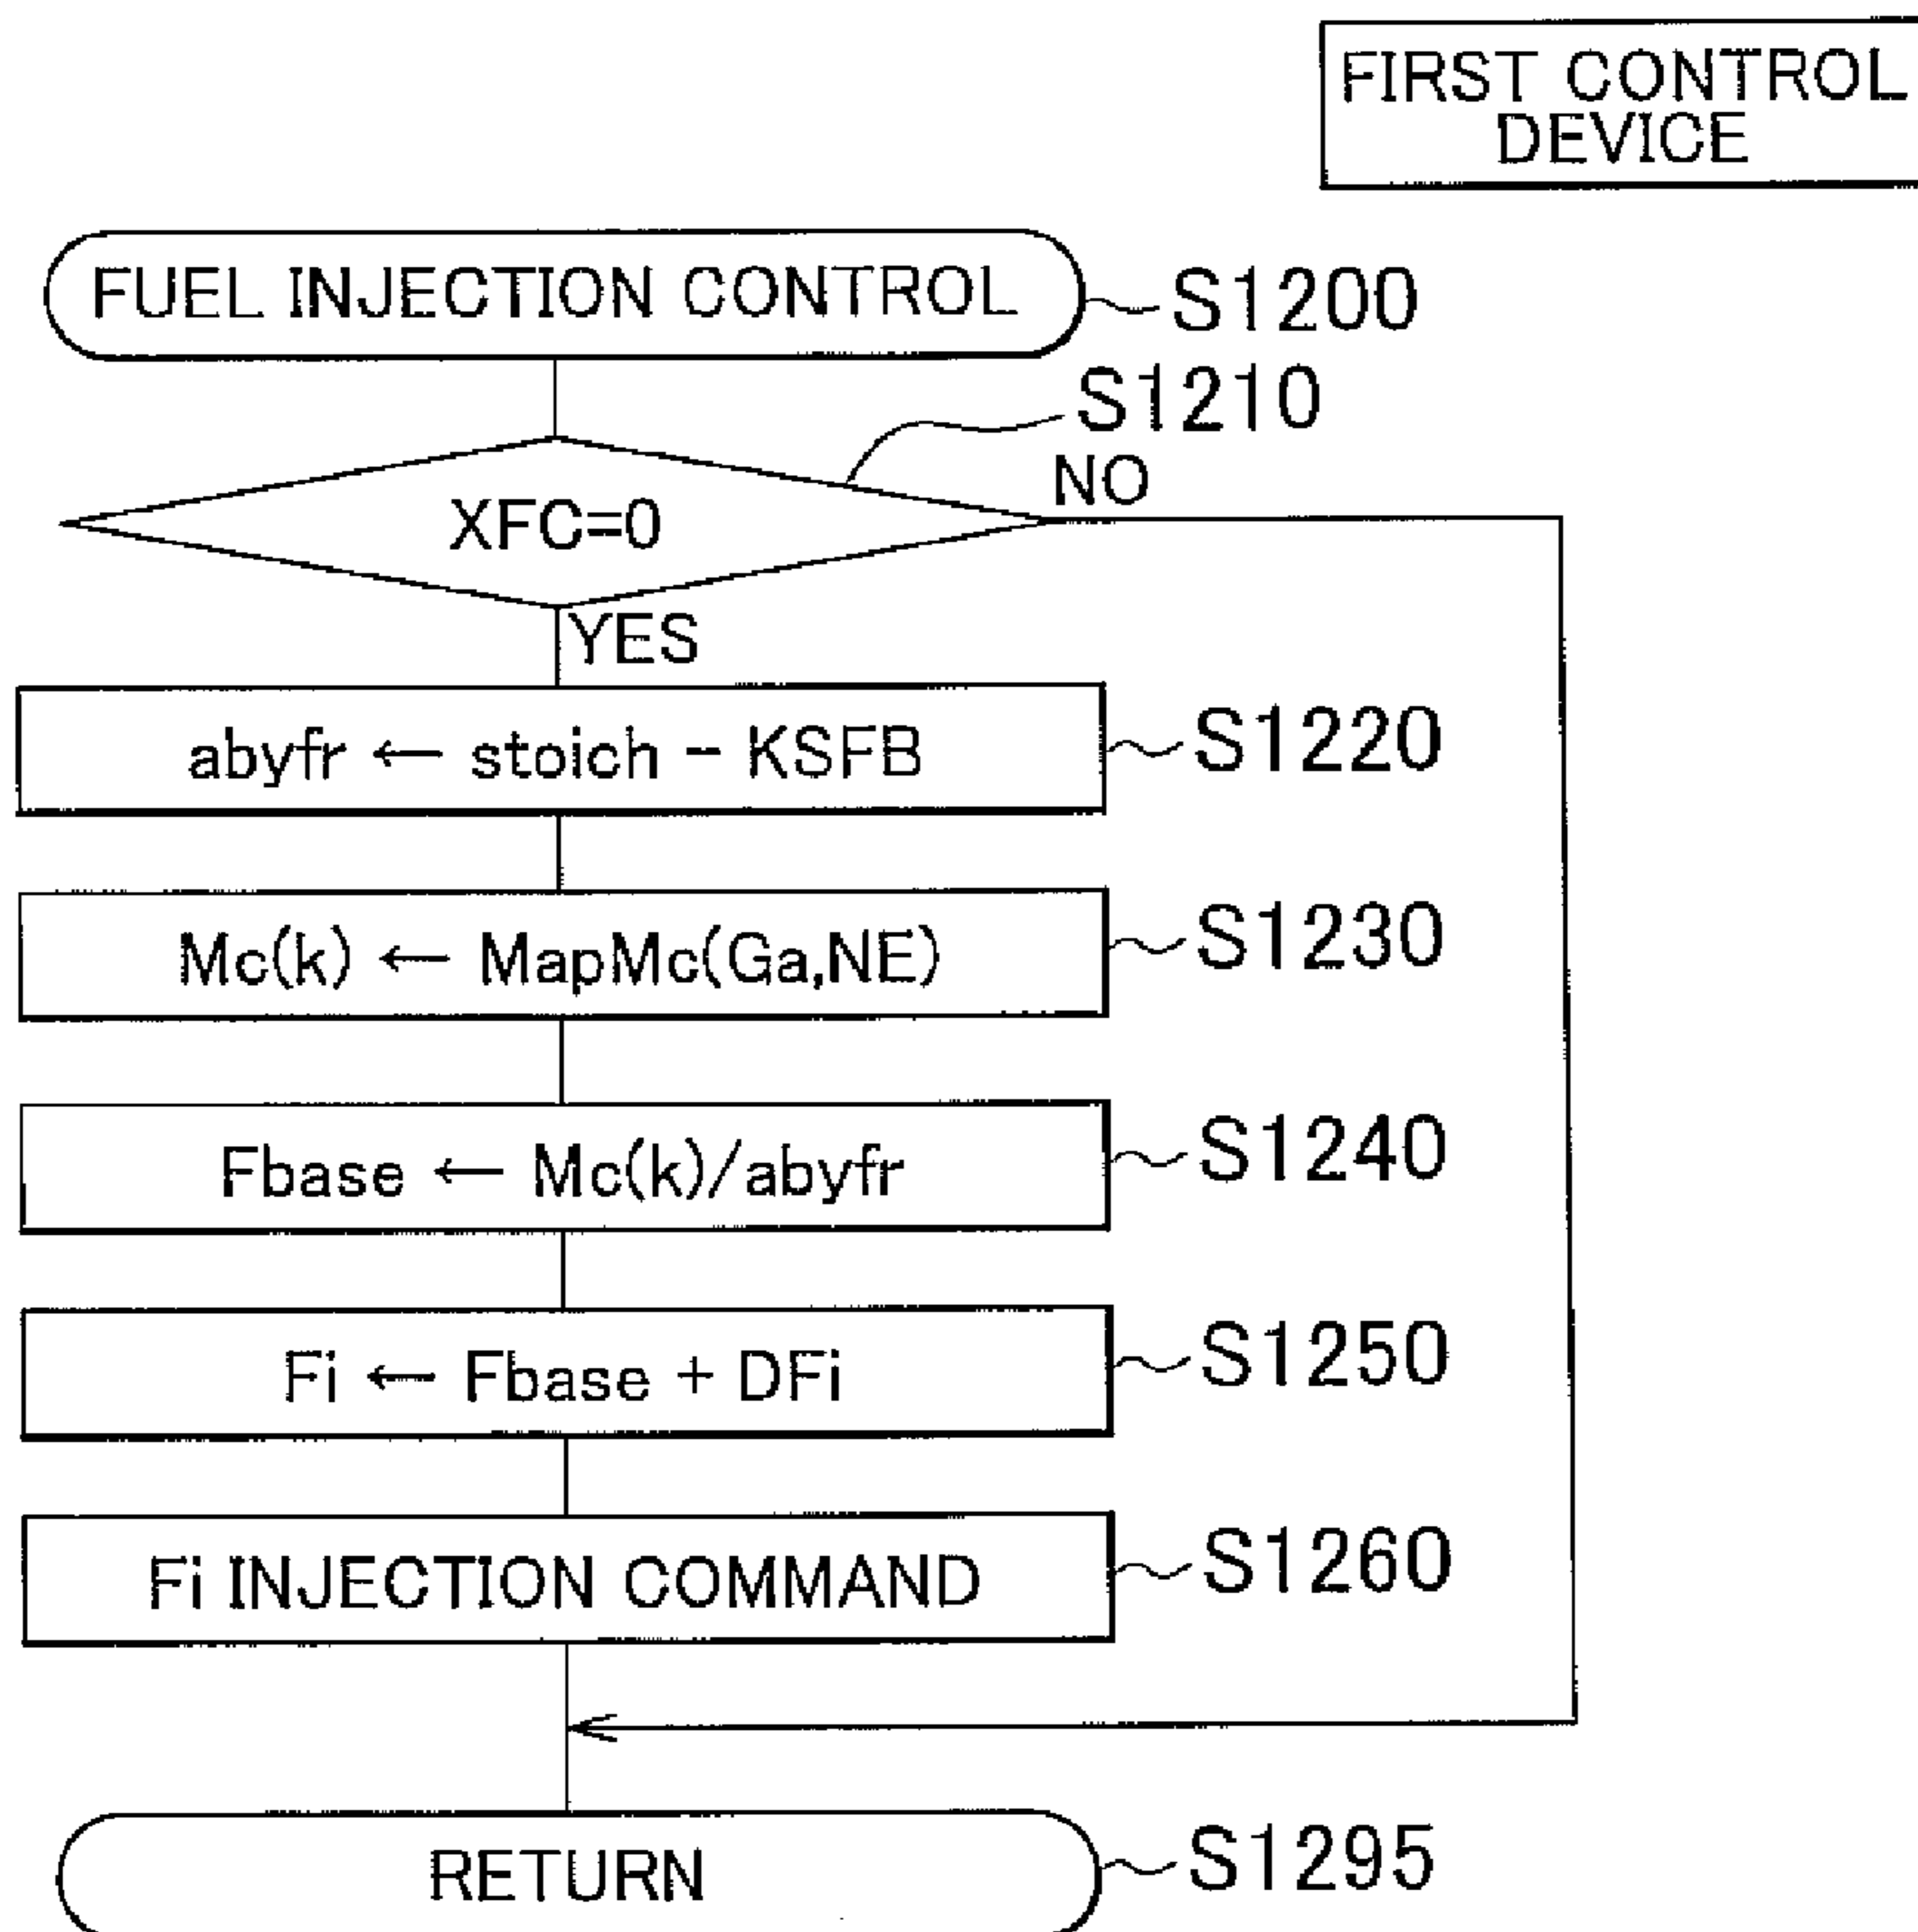 FIRST CONTROL
DEVICE
FUEL INJECTION CONTROL
S1200
S1210
XFC=0
NO
YES
abyfr ← stoich - KSFB
S1220
Mc(k) ← MapMc(Ga,NE)
S1230
Fbase ← Mc(k)/abyfr
S1240
Fi ← Fbase + DFi
S1250
Fi INJECTION COMMAND
S1260
RETURN
S1295